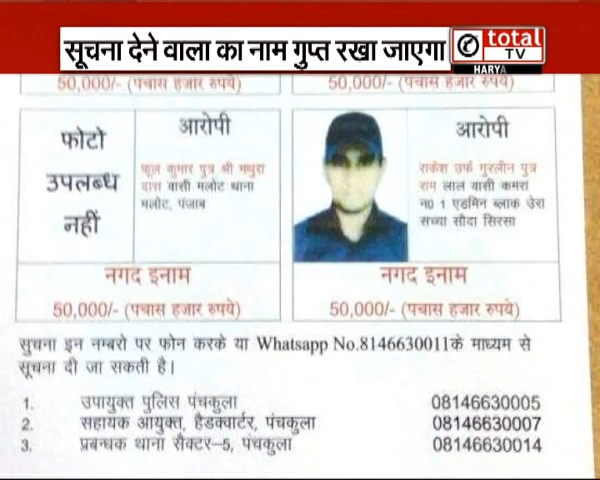 सूचना देने वाला का नाम गुप्त रखा जाएगा
total
TV
HARYA
50,000/- (पचास हजार रुपये)
50,000/- (पचास हजार रुपये)
फोटो
उपलब्ध
नहीं
आरोपी
फूल कुमार पुत्र श्री मथुरा
दास वासी मलोट थाना
मलोट, पंजाब
आरोपी
राकेश उर्फ गुरलीन पुत्र
राम लाल वासी कमरा
न0 1 एडमिन ब्लाक डेरा
सच्चा सौदा सिरसा
नगद इनाम
50,000/- (पचास हजार रुपये)
नगद इनाम
50,000/- (पचास हजार रुपये)
सुचना इन नम्बरो पर फोन करके या Whatsapp No.8146630011के माध्यम से
सूचना दी जा सकती है।
1. उपायुक्त पुलिस पंचकुला 08146630005
2. सहायक आयुक्त, हैडक्वार्टर, पंचकुला 08146630007
3. प्रबन्धक थाना सैक्टर-5, पंचकुला 08146630014